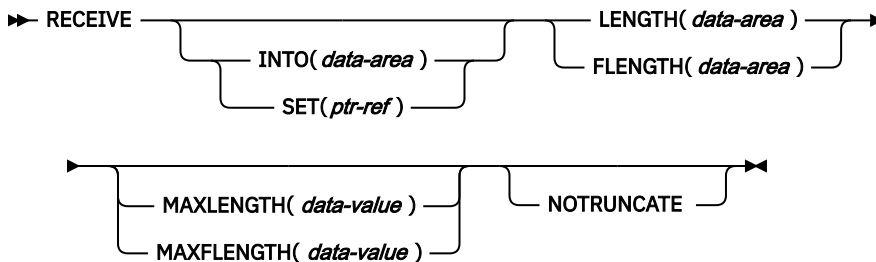 RECEIVE LENGTH( data-area )
INTO( data-area ) FLENGTH( data-area )
SET( ptr-ref )
MAXLENGTH( data-value ) NOTRUNCATE
MAXFLENGTH( data-value )